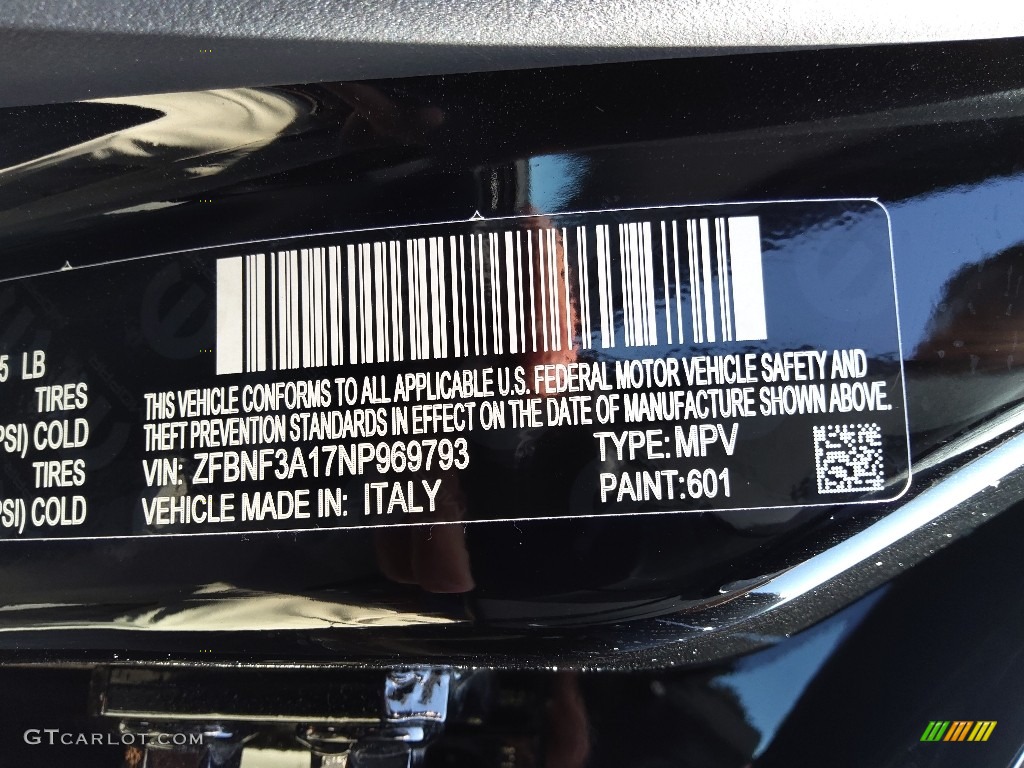 5 LB
TIRES
PSI) COLD
TIRES
PSI) COLD
THIS VEHICLE CONFORMS TO ALL APPLICABLE U.S. FEDERAL MOTOR VEHICLE SAFETY AND
THEFT PREVENTION STANDARDS IN EFFECT ON THE DATE OF MANUFACTURE SHOWN ABOVE.
VIN: ZFBNF3A17NP969793 TYPE: MPV
VEHICLE MADE IN: ITALY PAINT:601
GTCARLOT.COM